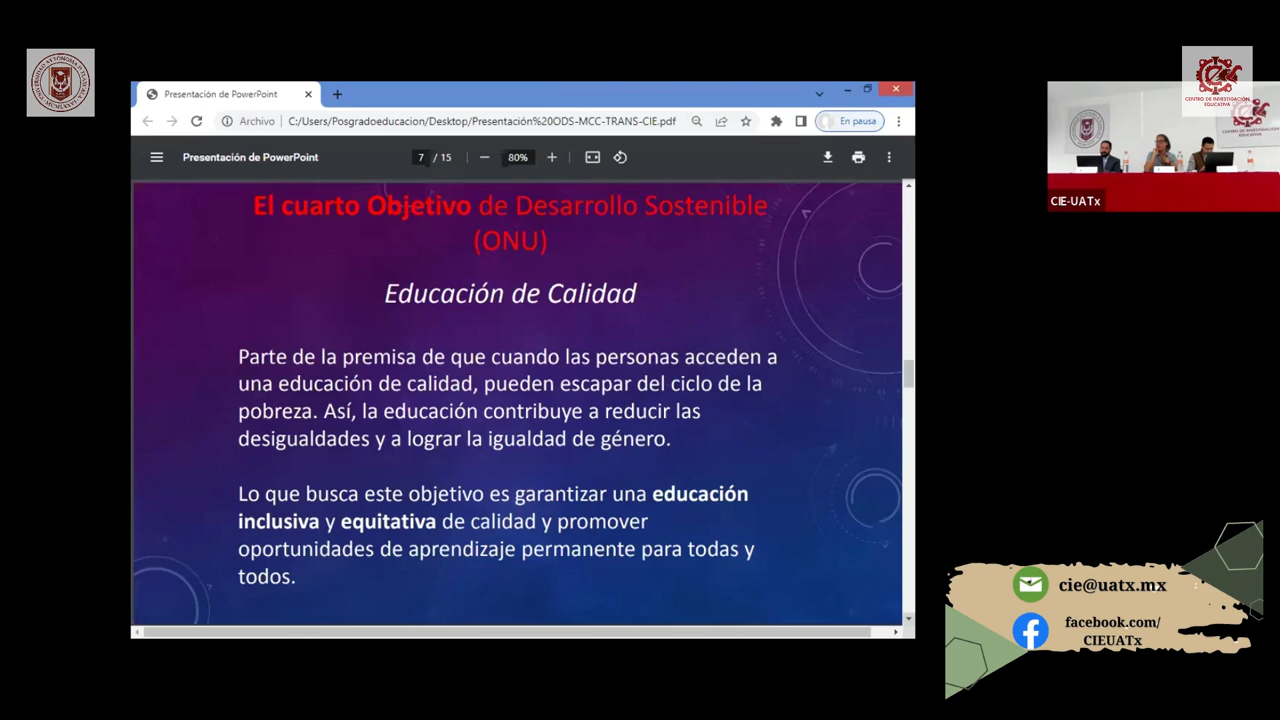 Presentación de PowerPoint
Archivo
C:/Users/Posgradoeducacion/Desktop/Presentación%20ODS-MCC-TRANS-CIE.pdf
En pausa
Presentación de PowerPoint
7 / 15
80%
El cuarto Objetivo de Desarrollo Sostenible
(ONU)
Educación de Calidad
Parte de la premisa de que cuando las personas acceden a
una educación de calidad, pueden escapar del ciclo de la
pobreza. Así, la educación contribuye a reducir las
desigualdades y a lograr la igualdad de género.
Lo que busca este objetivo es garantizar una educación
inclusiva y equitativa de calidad y promover
oportunidades de aprendizaje permanente para todas y
todos.
CENTRO DE INVESTIGACIÓN
EDUCATIVA
CIE-UATx
cie@uatx.mx
facebook.com/
CIEUATx